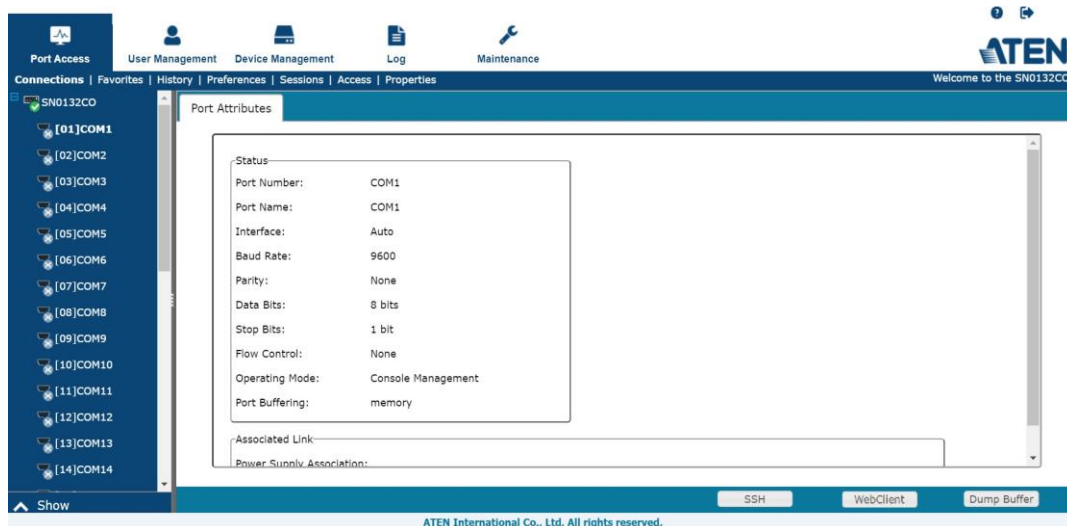 ATEN
Port Access
User Management
Device Management
Log
Maintenance
Connections | Favorites | History | Preferences | Sessions | Access | Properties
Welcome to the SN0132CO
SN0132CO
[01]COM1
[02]COM2
[03]COM3
[04]COM4
[05]COM5
[06]COM6
[07]COM7
[08]COM8
[09]COM9
[10]COM10
[11]COM11
[12]COM12
[13]COM13
[14]COM14
Show
Port Attributes
Status
Port Number: COM1
Port Name: COM1
Interface: Auto
Baud Rate: 9600
Parity: None
Data Bits: 8 bits
Stop Bits: 1 bit
Flow Control: None
Operating Mode: Console Management
Port Buffering: memory
Associated Link
Power Supply Association:
SSH
WebClient
Dump Buffer
ATEN International Co., Ltd. All rights reserved.